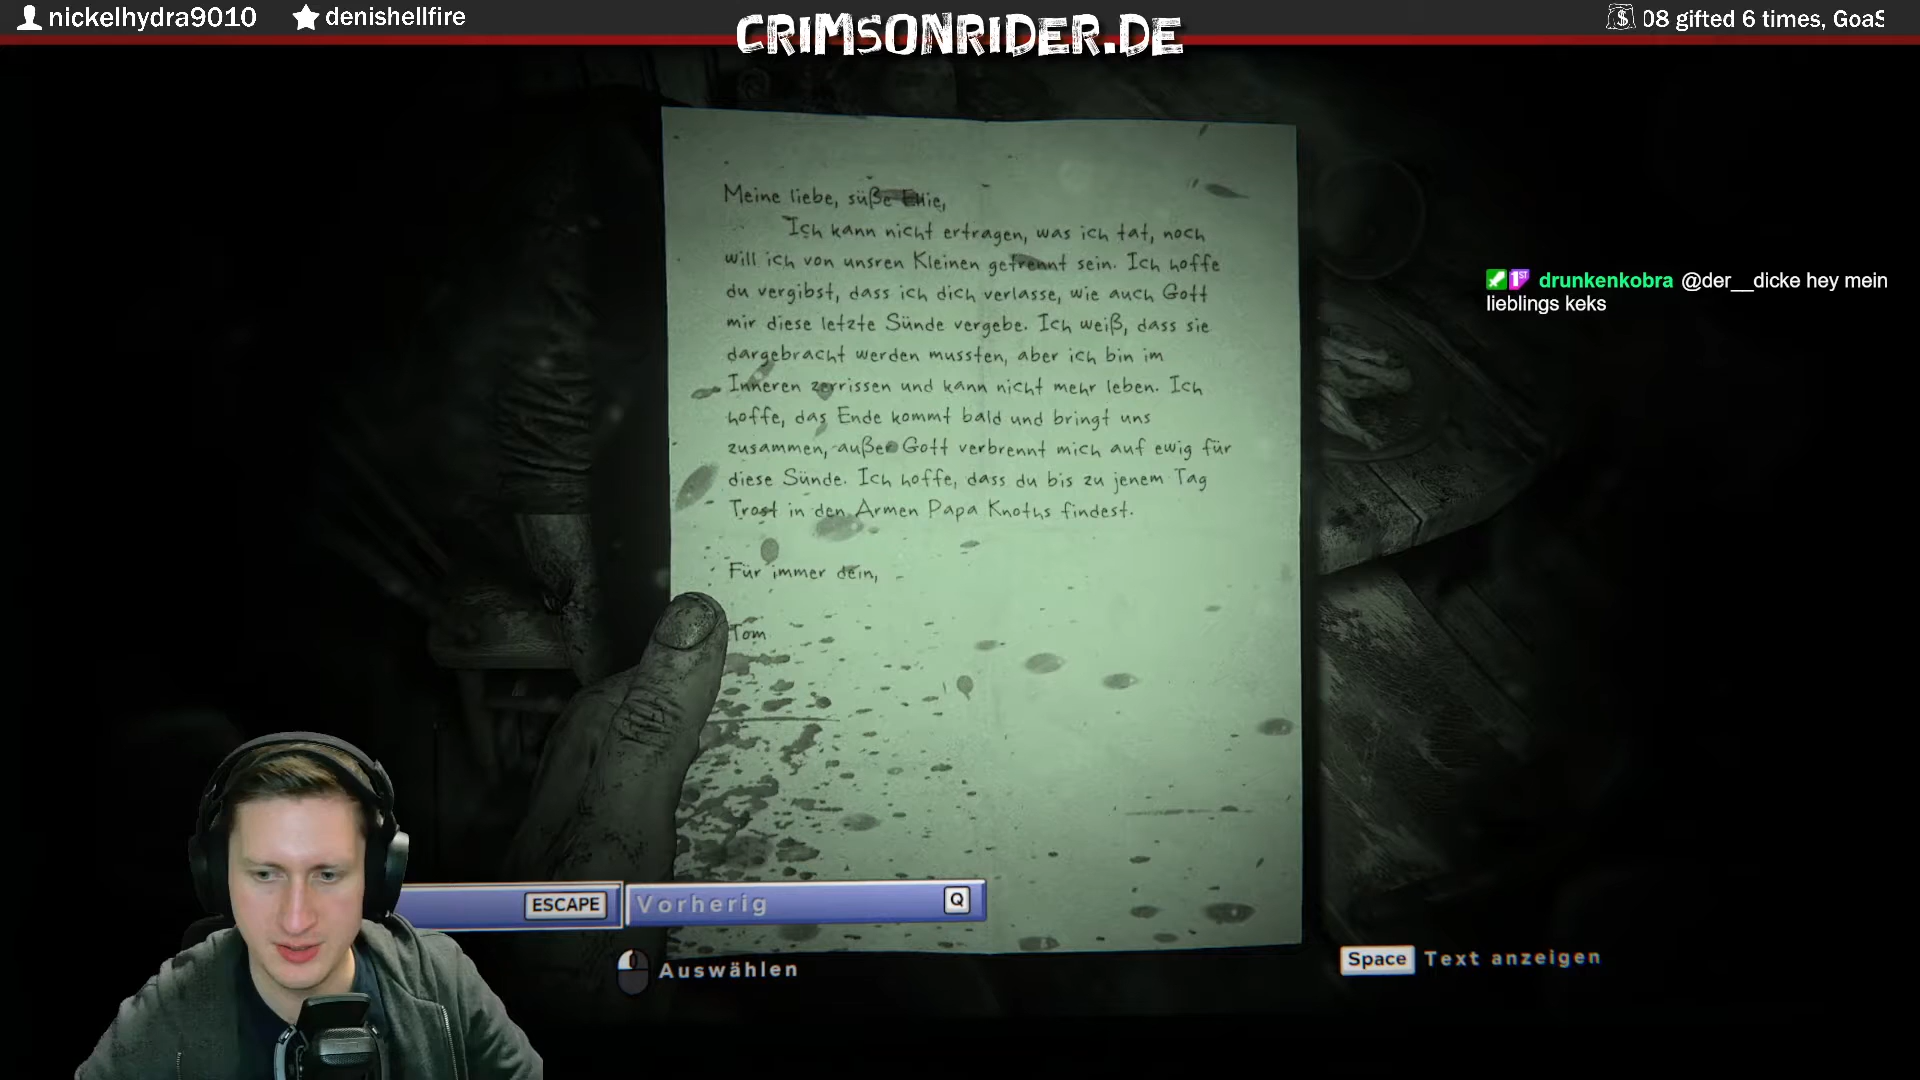 nickelhydra9010
denishellfire
CRIMSONRIDER.DE
08 gifted 6 times, GoaS
Meine liebe, süße Ellie,
Ich kann nicht ertragen, was ich tat, noch
will ich von unsren Kleinen getrennt sein. Ich hoffe
du vergibst, dass ich dich verlasse, wie auch Gott
mir diese letzte Sünde vergebe. Ich weiß, dass sie
dargebracht werden mussten, aber ich bin im
Inneren zerrissen und kann nicht mehr leben. Ich
hoffe, das Ende kommt bald und bringt uns
zusammen, außer Gott verbrennt mich auf ewig für
diese Sünde. Ich hoffe, dass du bis zu jenem Tag
Trost in den Armen Papa Knoths findest.
Für immer dein,
Tom
1ST drunkenkobra @der__dicke hey mein
lieblings keks
ESCAPE
Vorherig Q
Auswählen
Space Text anzeigen